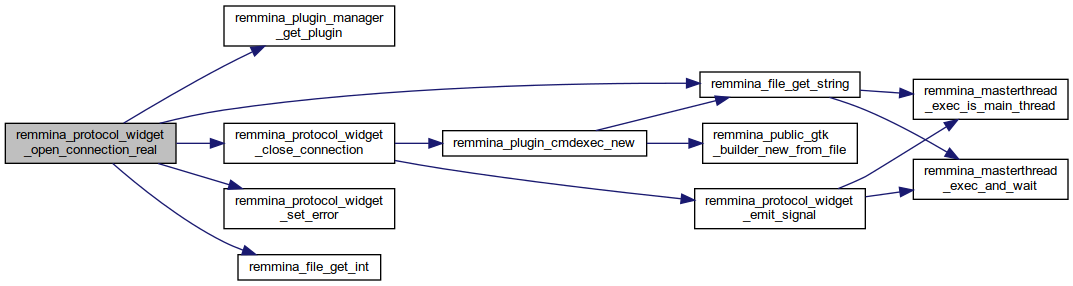 remmina_protocol_widget
_open_connection_real
remmina_plugin_manager
_get_plugin
remmina_protocol_widget
_close_connection
remmina_protocol_widget
_set_error
remmina_file_get_int
remmina_plugin_cmdexec_new
remmina_file_get_string
remmina_public_gtk
_builder_new_from_file
remmina_protocol_widget
_emit_signal
remmina_masterthread
_exec_is_main_thread
remmina_masterthread
_exec_and_wait